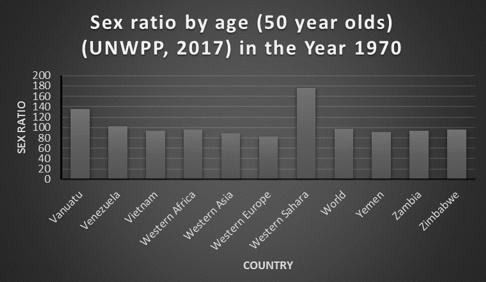 Sex ratio by age (50 year olds)
(UNWPP, 2017) in the Year 1970
200
180
160
140
120
100
80
60
40
20
0
SEX RATIO
Vanuatu
Venezuela
Vietnam
Western Africa
Western Asia
Western Europe
Western Sahara
World
Yemen
Zambia
Zimbabwe
COUNTRY